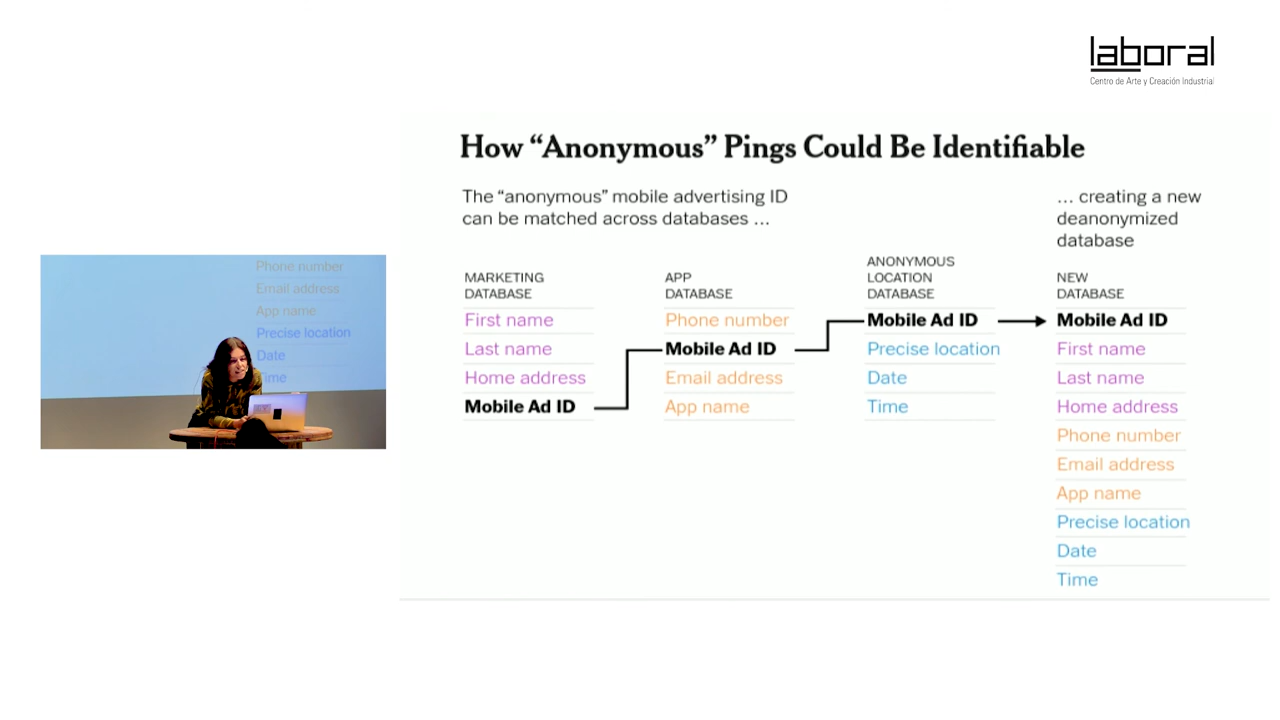 laboral
Centro de Arte y Creación Industrial
How “Anonymous” Pings Could Be Identifiable
The “anonymous” mobile advertising ID
can be matched across databases ...
... creating a new
deanonymized
database
MARKETING
DATABASE
First name
Last name
Home address
Mobile Ad ID
APP
DATABASE
Phone number
Mobile Ad ID
Email address
App name
ANONYMOUS
LOCATION
DATABASE
Mobile Ad ID
Precise location
Date
Time
NEW
DATABASE
Mobile Ad ID
First name
Last name
Home address
Phone number
Email address
App name
Precise location
Date
Time
Phone number
Email address
App name
Precise location
Date
ime